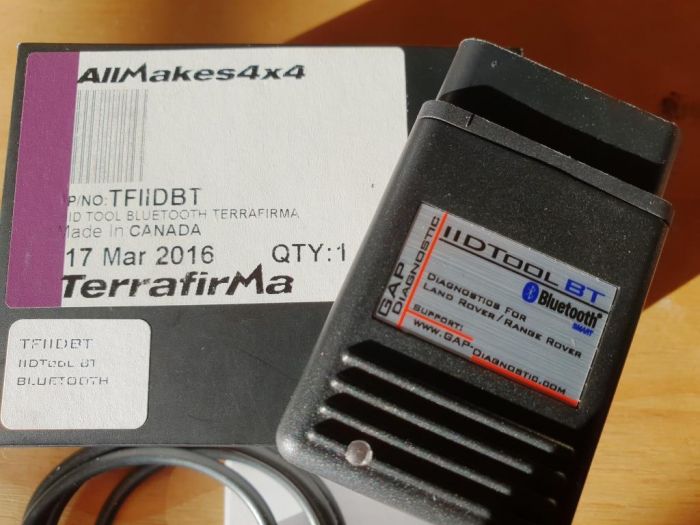 AllMakes4x4
P/NO: TFIIDBT
IID TOOL BLUETOOTH TERRAFIRMA
Made In CANADA
17 Mar 2016 QTY:1
TerrafirMa
TFIIDBT
IIDTOOL BT
BLUETOOTH
GAP
DIAGNOSTIC
IIDTOOL BT
Bluetooth
SMART
DIAGNOSTICS FOR
LAND ROVER / RANGE ROVER
SUPPORT:
WWW.GAP-DIAGNOSTIC.COM